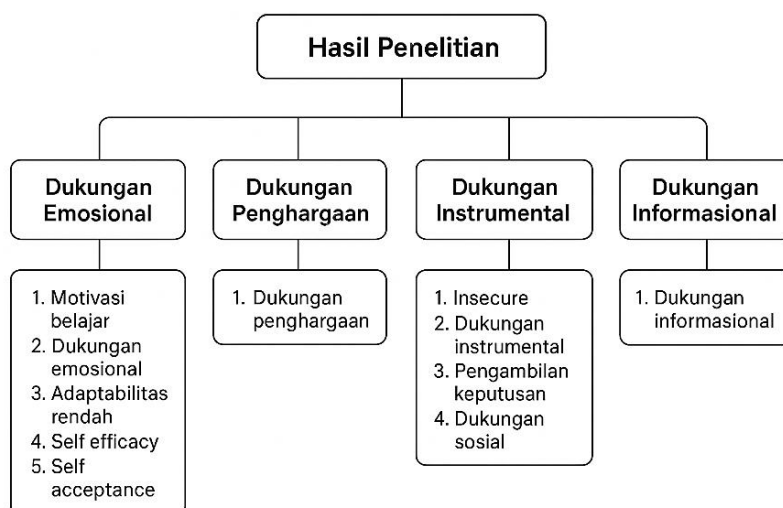 Hasil Penelitian
Dukungan
Emosional
1. Motivasi
belajar
2. Dukungan
emosional
3. Adaptabilitas
rendah
4. Self efficacy
5. Self
acceptance
Dukungan
Penghargaan
1. Dukungan
penghargaan
Dukungan
Instrumental
1. Insecure
2. Dukungan
instrumental
3. Pengambilan
keputusan
4. Dukungan
sosial
Dukungan
Informasional
1. Dukungan
informasional